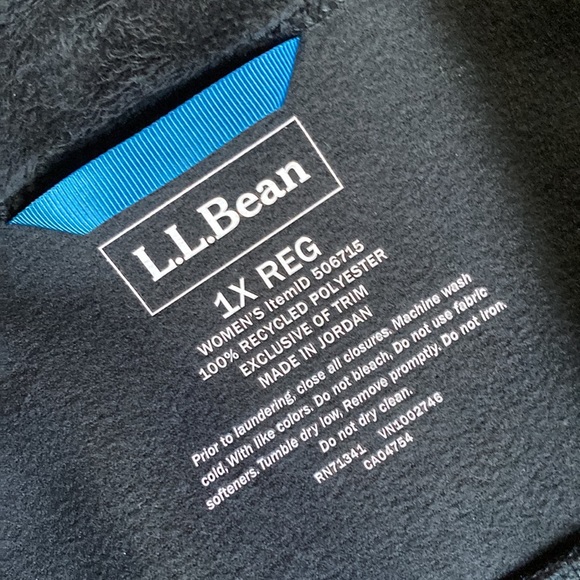 L.L.Bean
1X REG
WOMEN'S ItemID 506715
100% RECYCLED POLYESTER
EXCLUSIVE OF TRIM
MADE IN JORDAN
Prior to laundering, close all closures. Machine wash
cold, With like colors. Do not bleach, Do not use fabric
softeners. Tumble dry low, Remove promptly. Do not iron.
Do not dry clean.
RN71341 VN1002746
CA04754